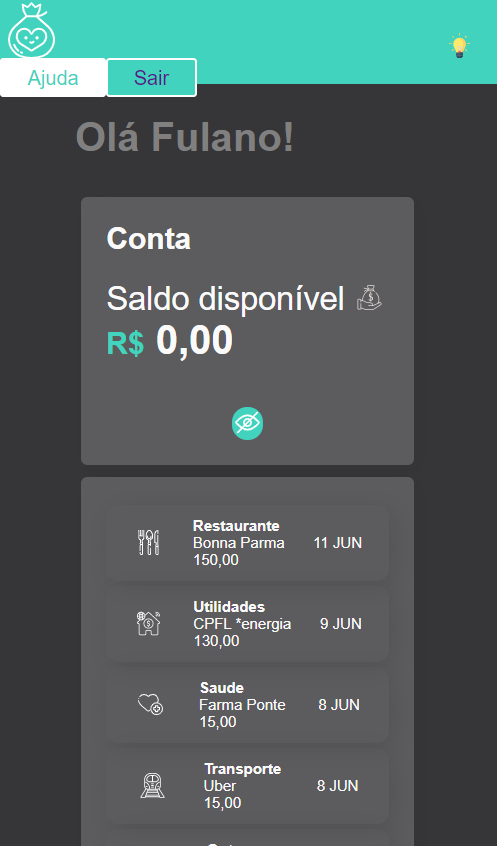 Ajuda Sair
Olá Fulano!
Conta
Saldo disponível
R$ 0,00
Restaurante
Bonna Parma 11 JUN
150,00
Utilidades
CPFL *energia 9 JUN
130,00
Saude
Farma Ponte 8 JUN
15,00
Transporte
Uber 8 JUN
15,00